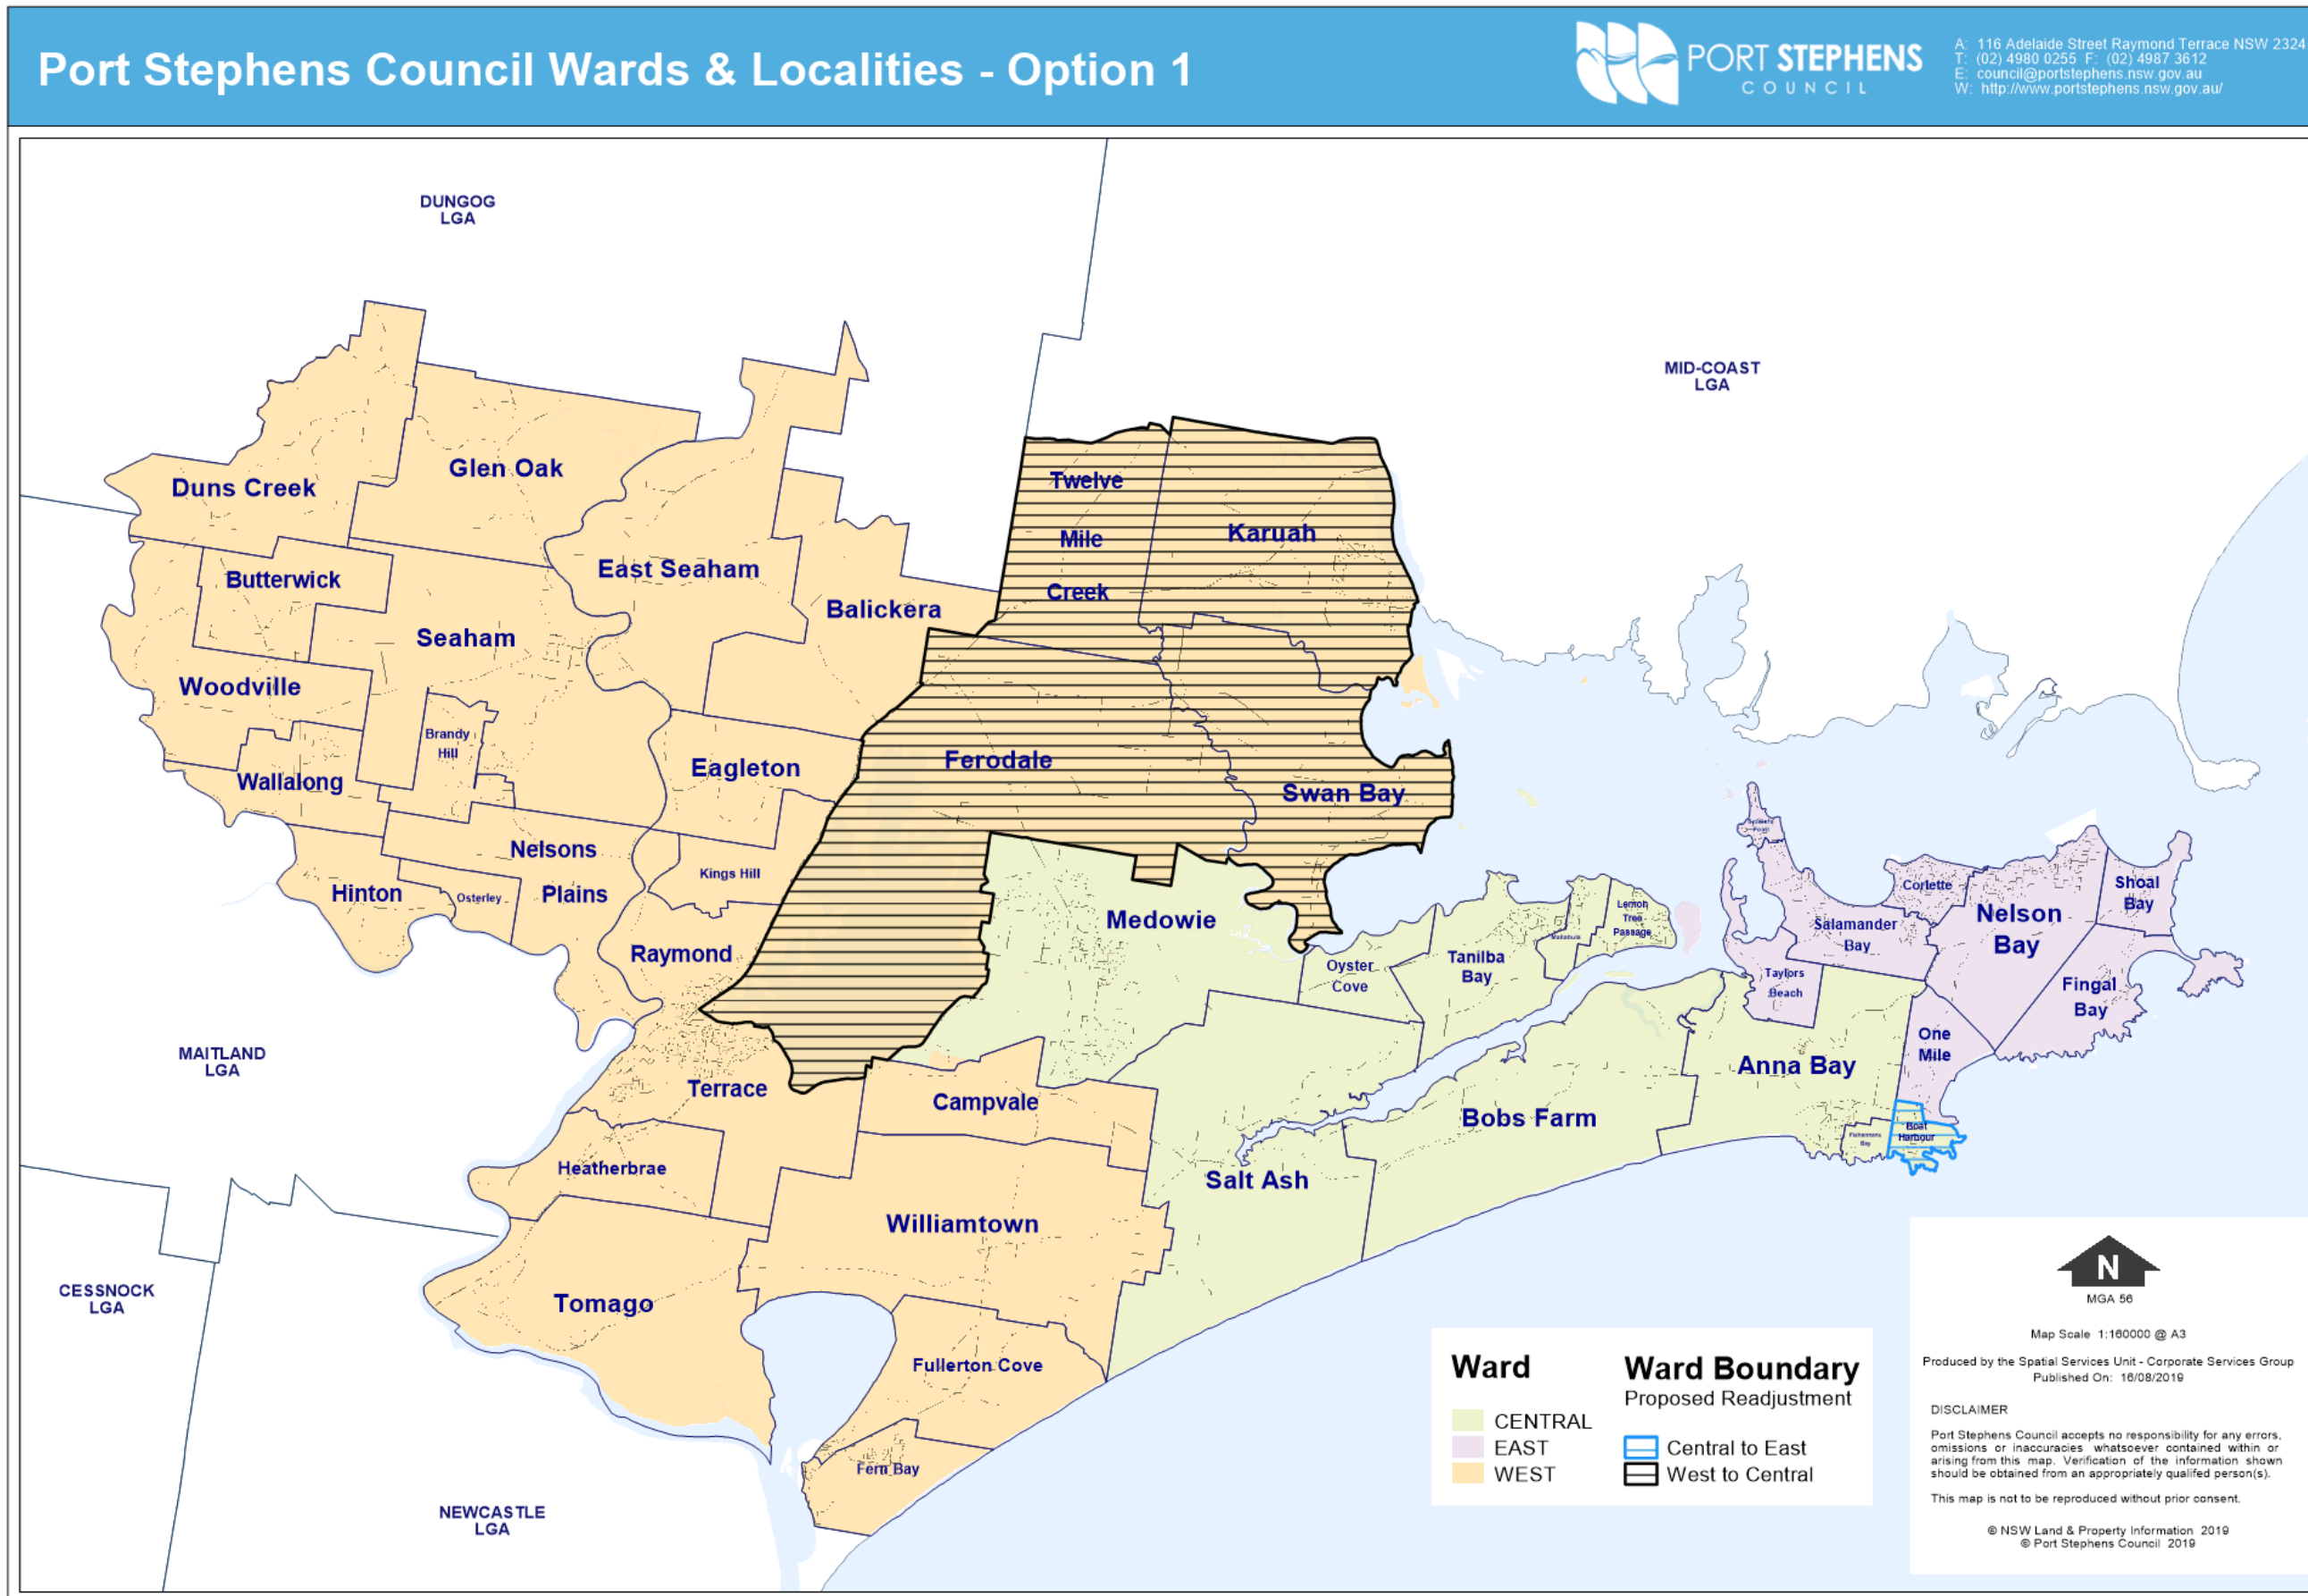 Port Stephens Council Wards & Localities - Option 1
PORT STEPHENS
COUNCIL
A: 116 Adelaide Street Raymond Terrace NSW 2324
T: (02) 4980 0255 F: (02) 4987 3612
E: council@portstephens.nsw.gov.au
W: http://www.portstephens.nsw.gov.au/
DUNGOG
LGA
MID-COAST
LGA
Duns Creek
Glen Oak
Twelve
Mile
Creek
Karuah
Butterwick
East Seaham
Balickera
Seaham
Woodville
Brandy
Hill
Wallalong
Eagleton
Ferodale
Swan Bay
Nelsons
Plains
Kings Hill
Hinton
Osterley
Raymond
Terrace
Medowie
Oyster
Cove
Tanilba
Bay
Mallabula
Lemon
Tree
Passage
Soldiers
Point
Corlette
Shoal
Bay
Salamander
Bay
Nelson
Bay
Taylors
Beach
Fingal
Bay
One
Mile
Anna Bay
Boat
Harbour
Fishermans
Bay
Bobs Farm
Salt Ash
Campvale
MAITLAND
LGA
Heatherbrae
Williamtown
Tomago
Fullerton Cove
Fern Bay
CESSNOCK
LGA
NEWCASTLE
LGA
Ward
CENTRAL
EAST
WEST
Ward Boundary
Proposed Readjustment
Central to East
West to Central
N
MGA 56
Map Scale 1:160000 @ A3
Produced by the Spatial Services Unit - Corporate Services Group
Published On: 16/08/2019
DISCLAIMER
Port Stephens Council accepts no responsibility for any errors,
omissions or inaccuracies whatsoever contained within or
arising from this map. Verification of the information shown
should be obtained from an appropriately qualifed person(s).
This map is not to be reproduced without prior consent.
© NSW Land & Property Information 2019
© Port Stephens Council 2019